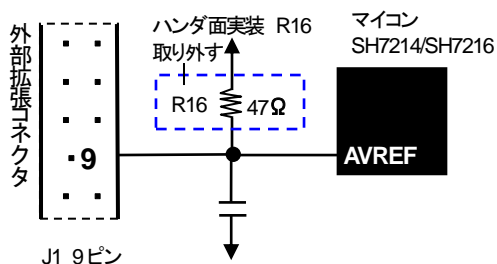 外部拡張コネクタ
ハンダ面実装 R16
取り外す
マイコン
SH7214/SH7216
R16
47Ω
9
AVREF
J1 9ピン